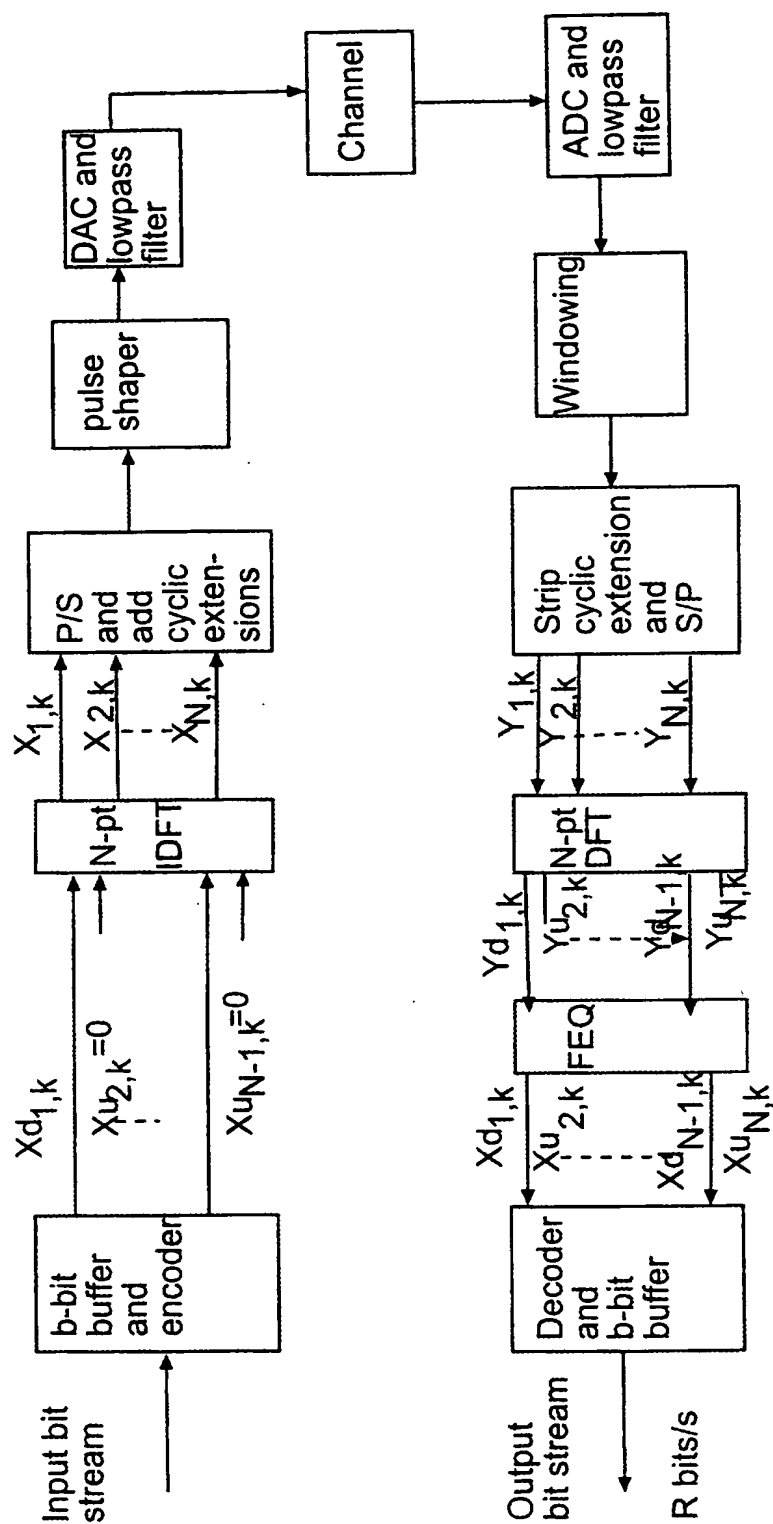 Input bit
stream
b-bit
buffer
and
encoder
Xd1,k
Xu2,k=0
XuN-1,k=0
N-pt
IDFT
X1,k
X2,k
XN,k
P/S
and
add
cyclic
exten-
sions
pulse
shaper
DAC and
lowpass
filter
Channel
ADC and
lowpass
filter
Windowing
Strip
cyclic
extension
and
S/P
Y1,k
Y2,k
YN,k
N-pt
DFT
Yd1,k
Yu2,k
YdN-1,k
YuN,k
FEQ
Xd1,k
Xu2,k
XdN-1,k
XuN,k
Decoder
and
b-bit
buffer
Output
bit stream
R bits/s